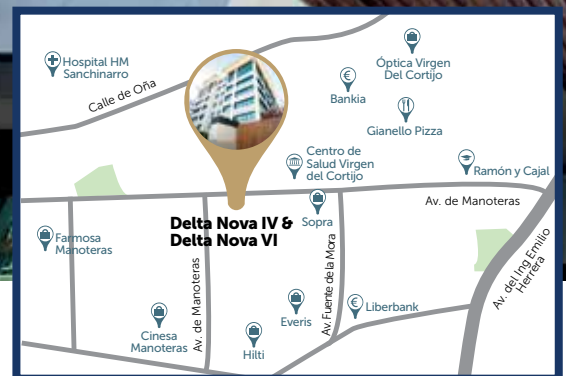 Hospital HM
Sanchinarro
Calle de Oña
€
Bankia
Óptica Virgen
Del Cortijo
Gianello Pizza
Centro de
Salud Virgen
del Cortijo
Ramón y Cajal
Av. de Manoteras
Delta Nova IV &
Delta Nova VI
Sopra
Farmosa
Manoteras
Av. de Manoteras
Av. Fuente de la Mora
Av. del Ing Emilio
Herrera
Cinesa
Manoteras
Hilti
Everis
€
Liberbank